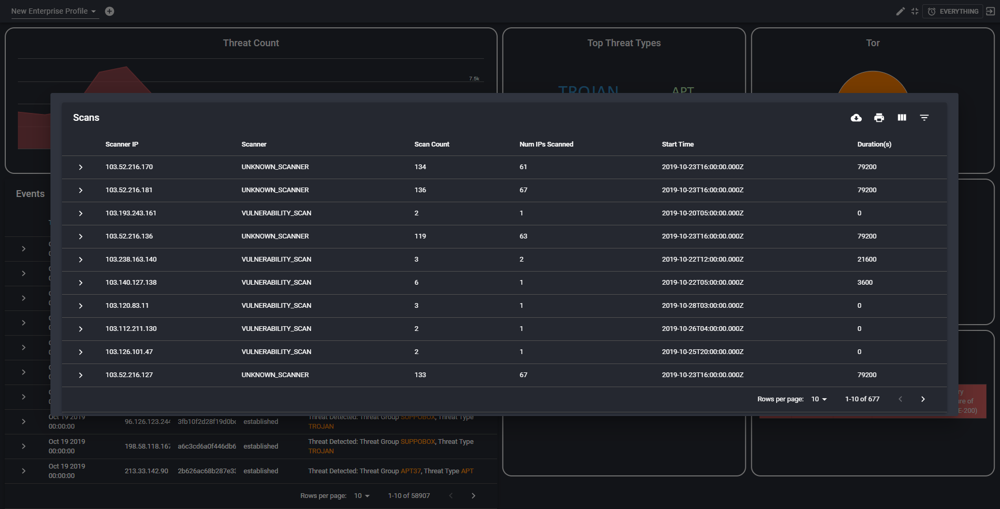 New Enterprise Profile
EVERYTHING
Threat Count
Top Threat Types
Tor
7.5k
TROJAN
APT
Scans
Scanner IP Scanner Scan Count Num IPs Scanned Start Time Duration(s)
103.52.216.170 UNKNOWN_SCANNER 134 61 2019-10-23T16:00:00.000Z 79200
103.52.216.181 UNKNOWN_SCANNER 136 67 2019-10-23T16:00:00.000Z 79200
103.193.243.161 VULNERABILITY_SCAN 2 1 2019-10-20T05:00:00.000Z 0
103.52.216.136 UNKNOWN_SCANNER 119 63 2019-10-23T16:00:00.000Z 79200
103.238.163.140 VULNERABILITY_SCAN 3 2 2019-10-22T12:00:00.000Z 21600
103.140.127.138 VULNERABILITY_SCAN 6 1 2019-10-22T05:00:00.000Z 3600
103.120.83.11 VULNERABILITY_SCAN 3 1 2019-10-28T03:00:00.000Z 0
103.112.211.130 VULNERABILITY_SCAN 2 1 2019-10-26T04:00:00.000Z 0
103.126.101.47 VULNERABILITY_SCAN 2 1 2019-10-25T20:00:00.000Z 0
103.52.216.127 UNKNOWN_SCANNER 133 67 2019-10-23T16:00:00.000Z 79200
Rows per page: 10 1-10 of 677
Events
of
E-200)
Oct 19 2019
00:00:00
96.126.123.244 3fb10f2d28f19d0bc established
Threat Detected: Threat Group SUPPOBOX, Threat Type
TROJAN
Oct 19 2019
00:00:00
198.58.118.167 a6c3cd6a0f446db6 established
Threat Detected: Threat Group SUPPOBOX, Threat Type
TROJAN
Oct 19 2019
00:00:00
213.33.142.90 2b626ac68b287e33 established
Threat Detected: Threat Group APT37, Threat Type APT
Rows per page: 10 1-10 of 58907